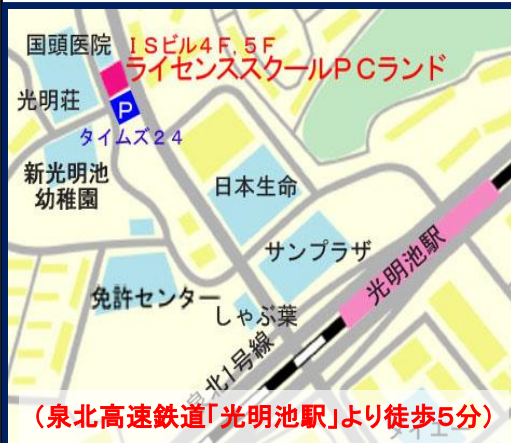 国頭医院
ISビル4F,5F
ライセンススクールPCランド
光明荘
P
タイムズ24
新光明池
幼稚園
日本生命
サンプラザ
光明池駅
免許センター
しゃぶ葉
泉北1号線
(泉北高速鉄道「光明池駅」より徒歩5分)